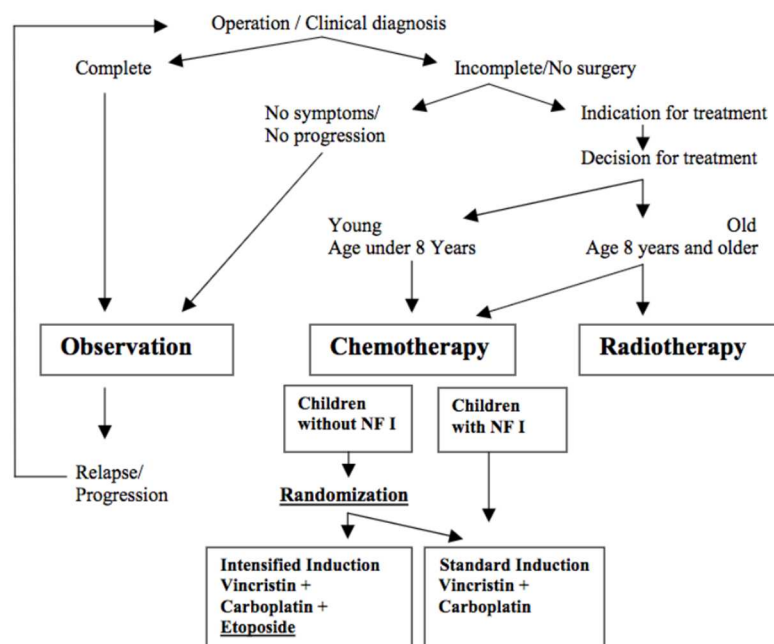 Operation / Clinical diagnosis
Complete
Incomplete/No surgery
No symptoms/
No progression
Indication for treatment
Decision for treatment
Young
Age under 8 Years
Old
Age 8 years and older
Observation
Chemotherapy
Radiotherapy
Children
without NF I
Children
with NF I
Relapse/
Progression
Randomization
Intensified Induction
Vincristin +
Carboplatin +
Etoposide
Standard Induction
Vincristin +
Carboplatin